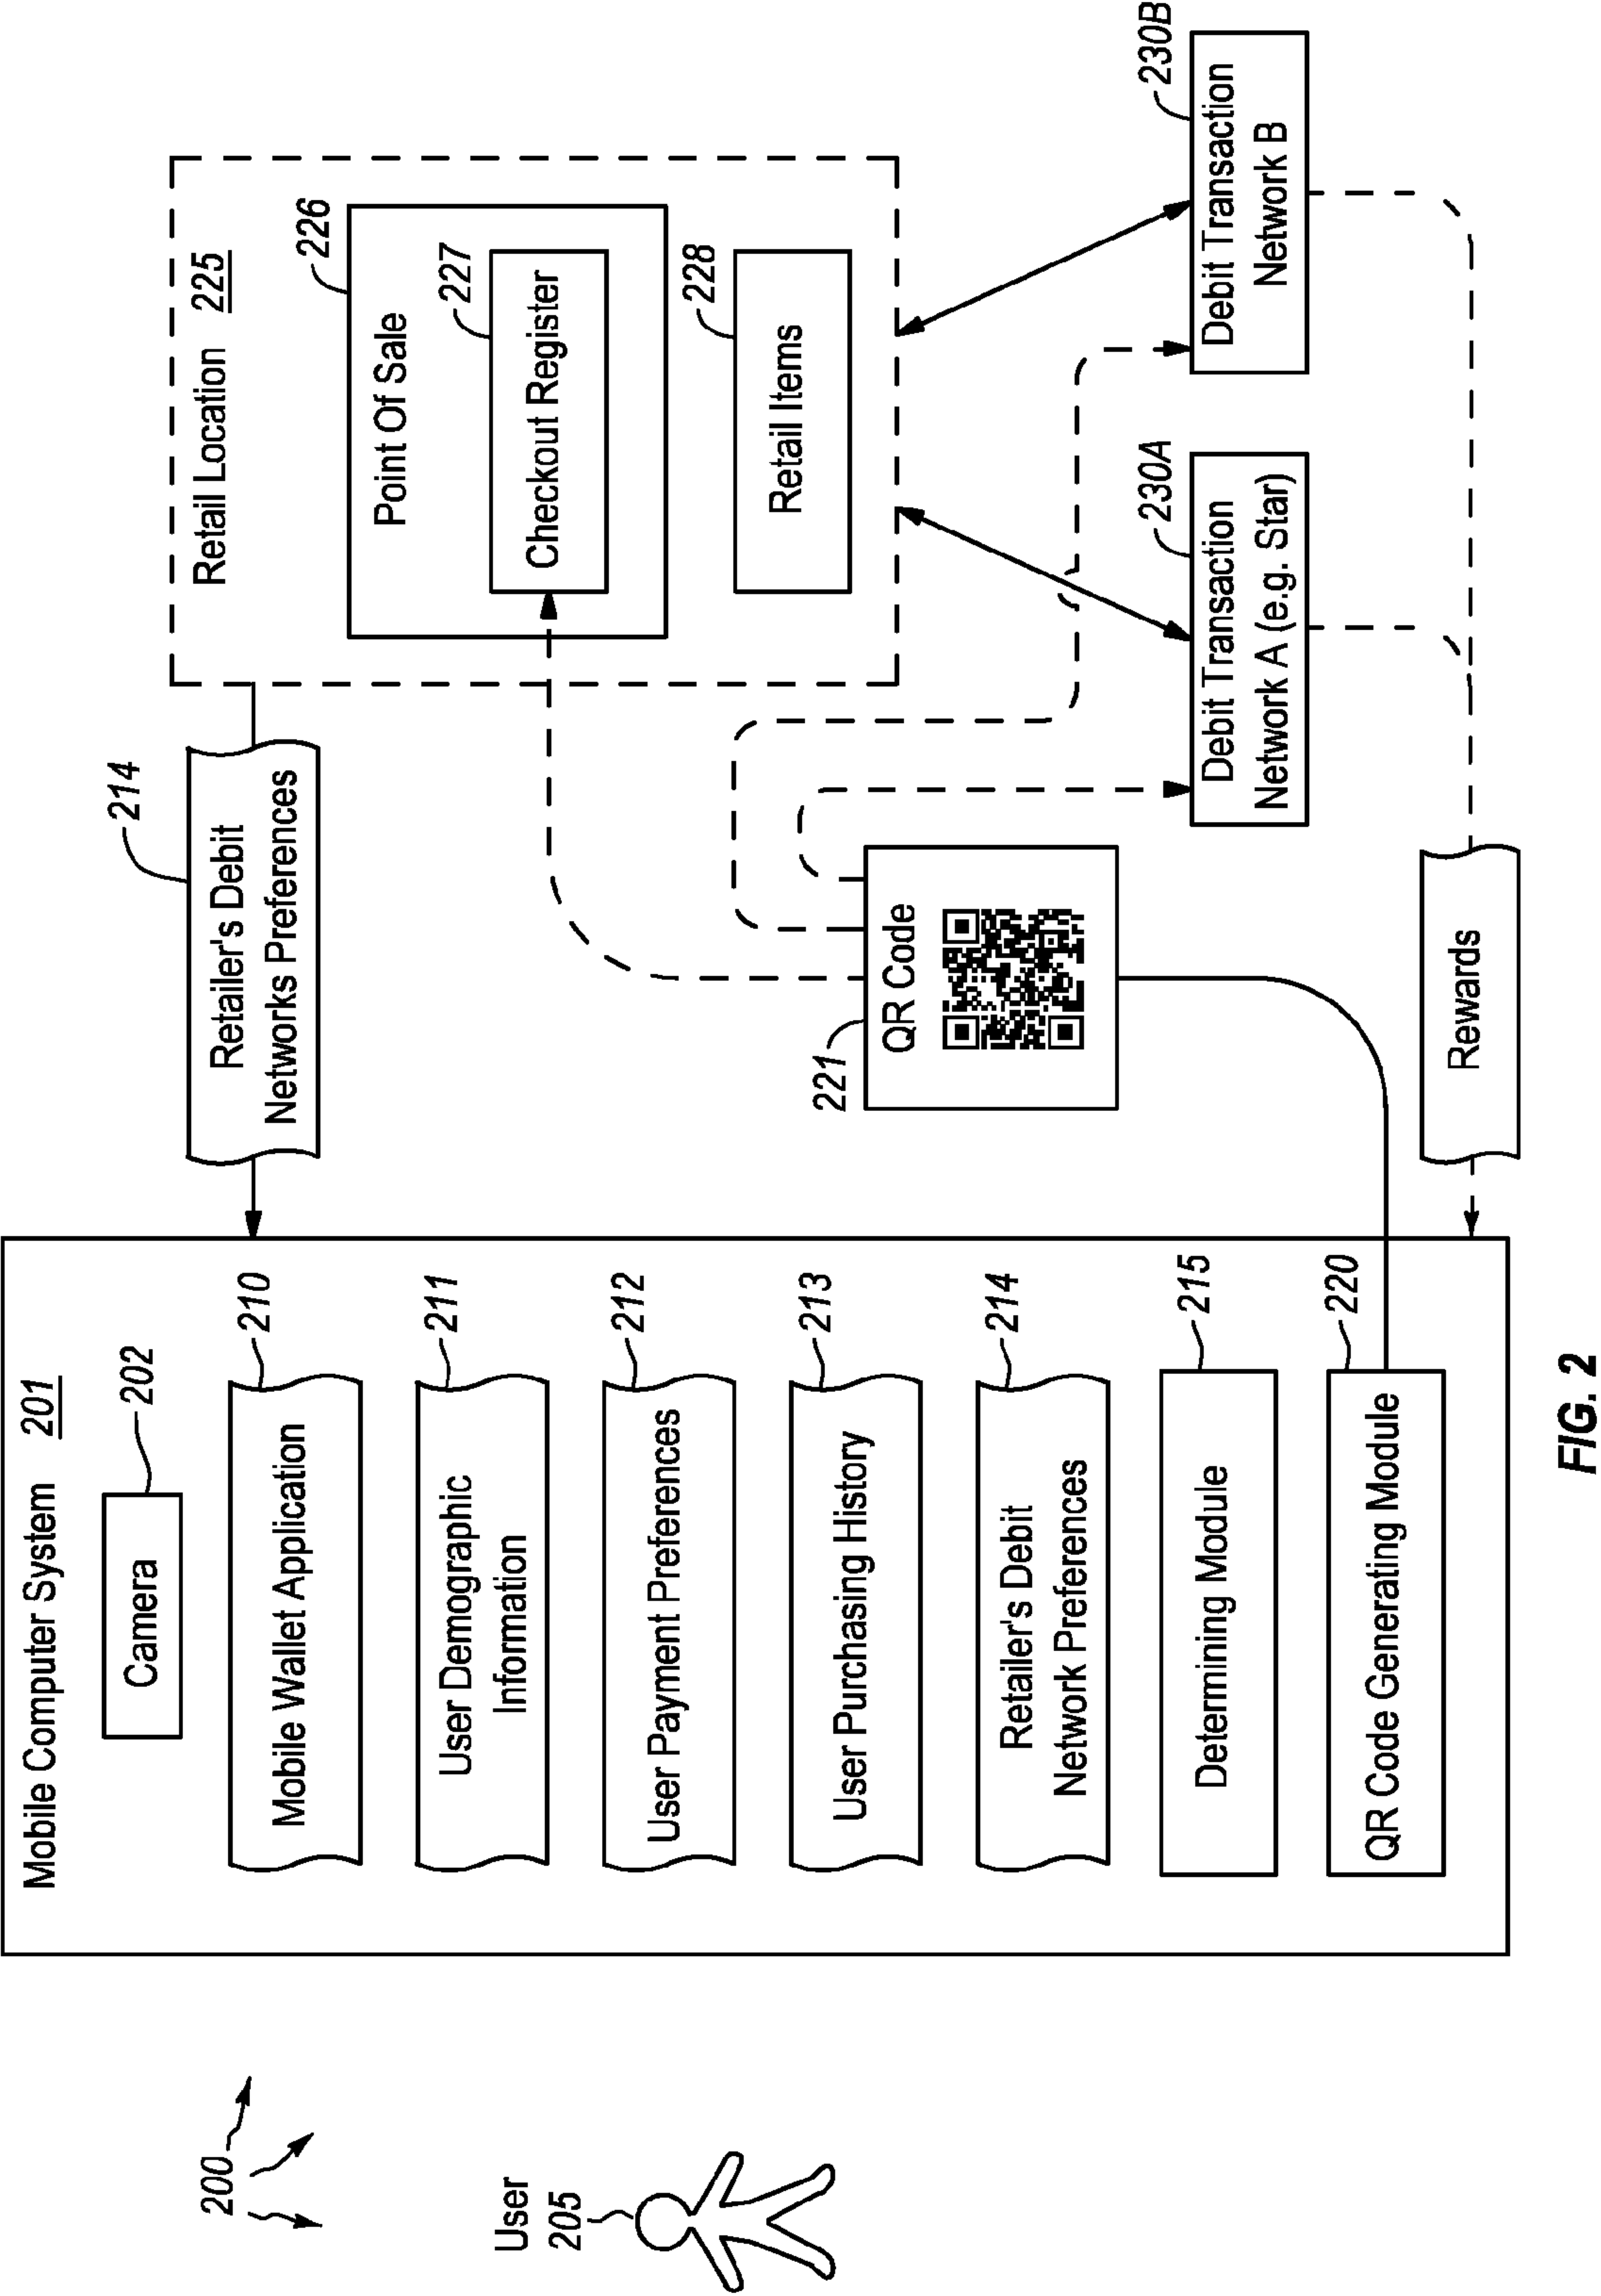 200
User
205
Mobile Computer System 201
Camera
202
Mobile Wallet Application
210
User Demographic
Information
211
User Payment Preferences
212
User Purchasing History
213
Retailer's Debit
Network Preferences
214
Determining Module
215
QR Code Generating Module
220
Retailer's Debit
Networks Preferences
214
QR Code
221
Rewards
Retail Location 225
Point Of Sale
226
Checkout Register
227
Retail Items
228
Debit Transaction
Network A (e.g. Star)
230A
Debit Transaction
Network B
230B
FIG. 2